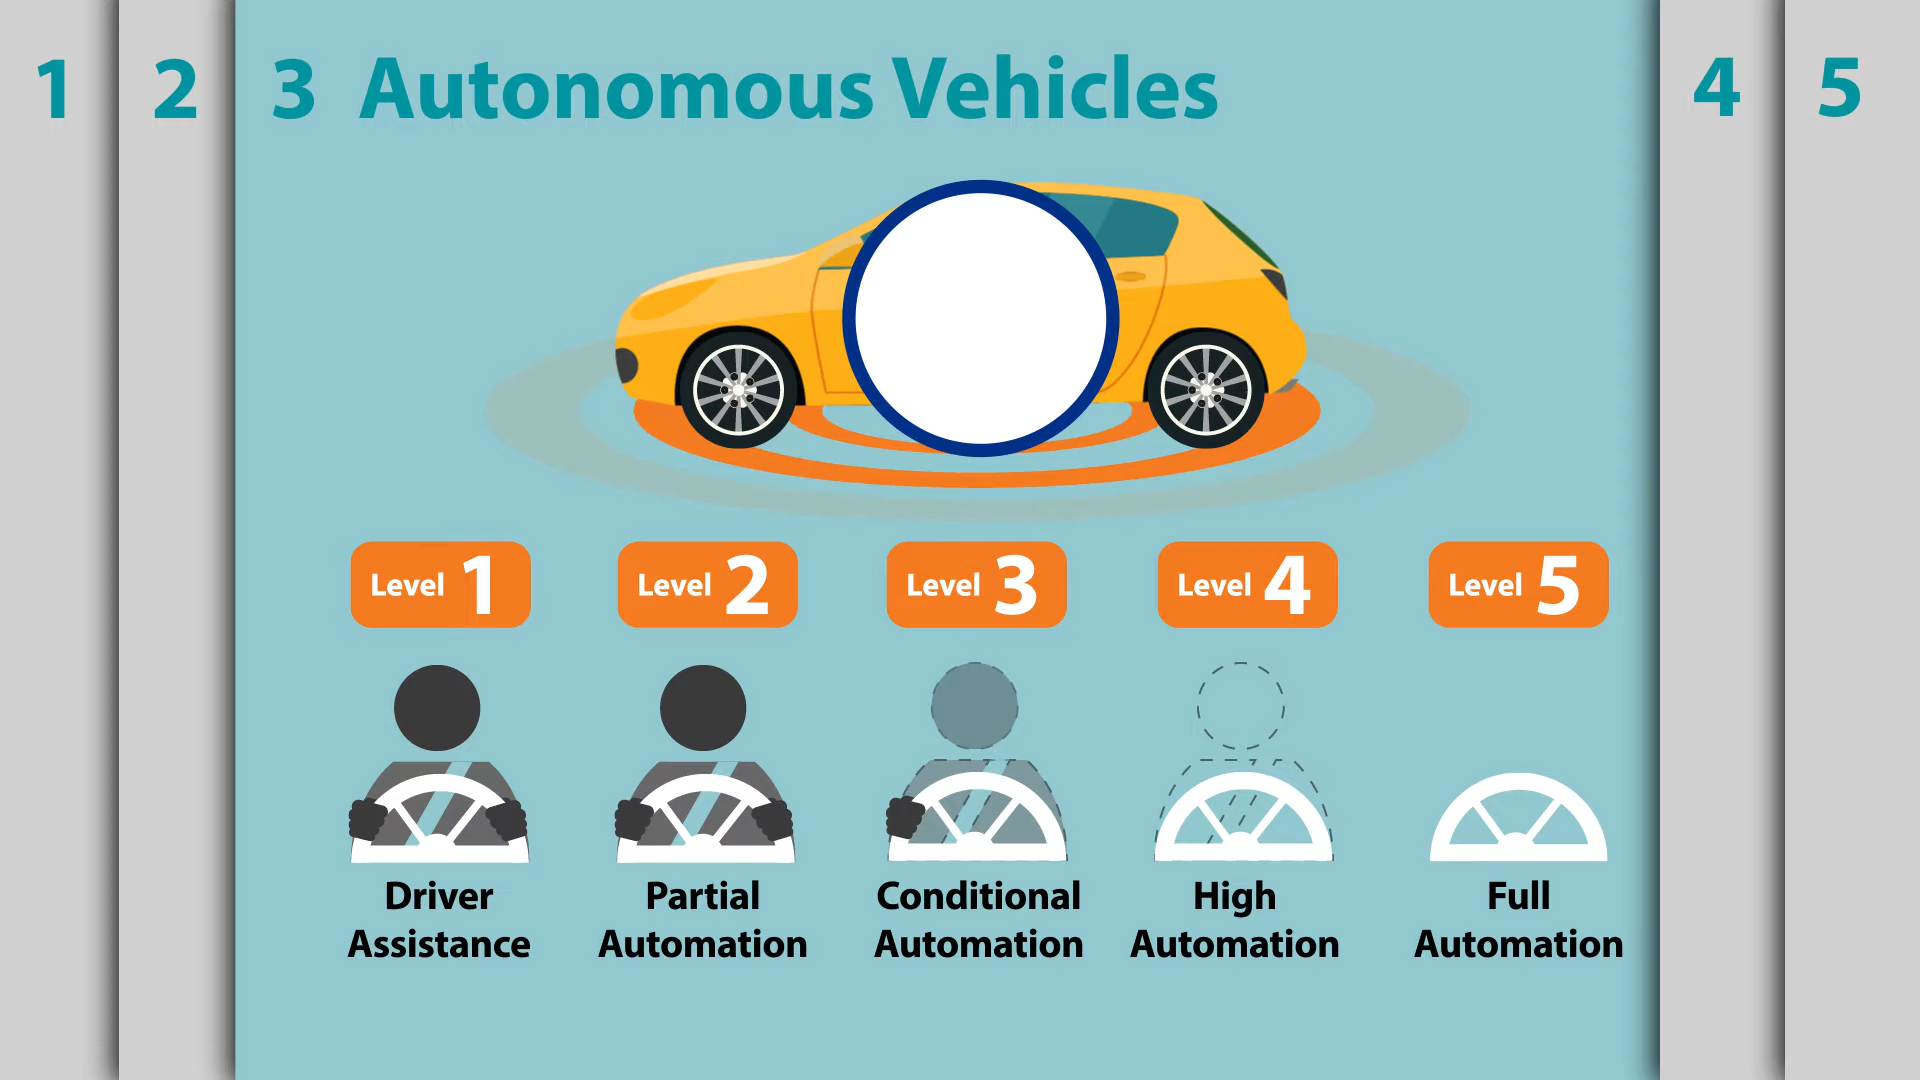 1
2
3 Autonomous Vehicles
4
5
Level 1
Level 2
Level 3
Level 4
Level 5
Driver
Assistance
Partial
Automation
Conditional
Automation
High
Automation
Full
Automation